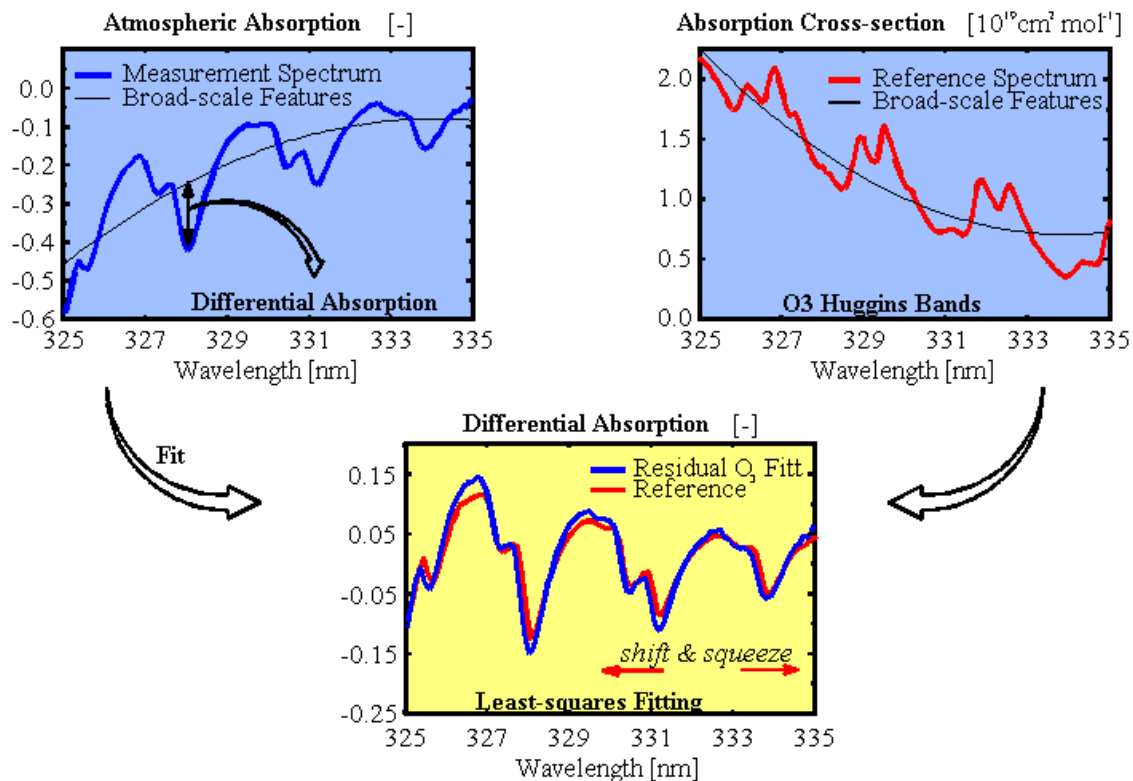 Atmospheric Absorption [-]
Measurement Spectrum
Broad-scale Features
0.0
-0.1
-0.2
-0.3
-0.4
-0.5
-0.6
Differential Absorption
325 327 329 331 333 335
Wavelength [nm]
Absorption Cross-section [10⁻¹⁹cm² mol⁻¹]
Reference Spectrum
Broad-scale Features
2.0
1.5
1.0
0.5
0.0
O3 Huggins Bands
325 327 329 331 333 335
Wavelength [nm]
Fit
Differential Absorption [-]
Residual O₃ Fitt
Reference
0.15
0.05
-0.05
-0.15
-0.25
shift & squeeze
Least-squares Fitting
325 327 329 331 333 335
Wavelength [nm]